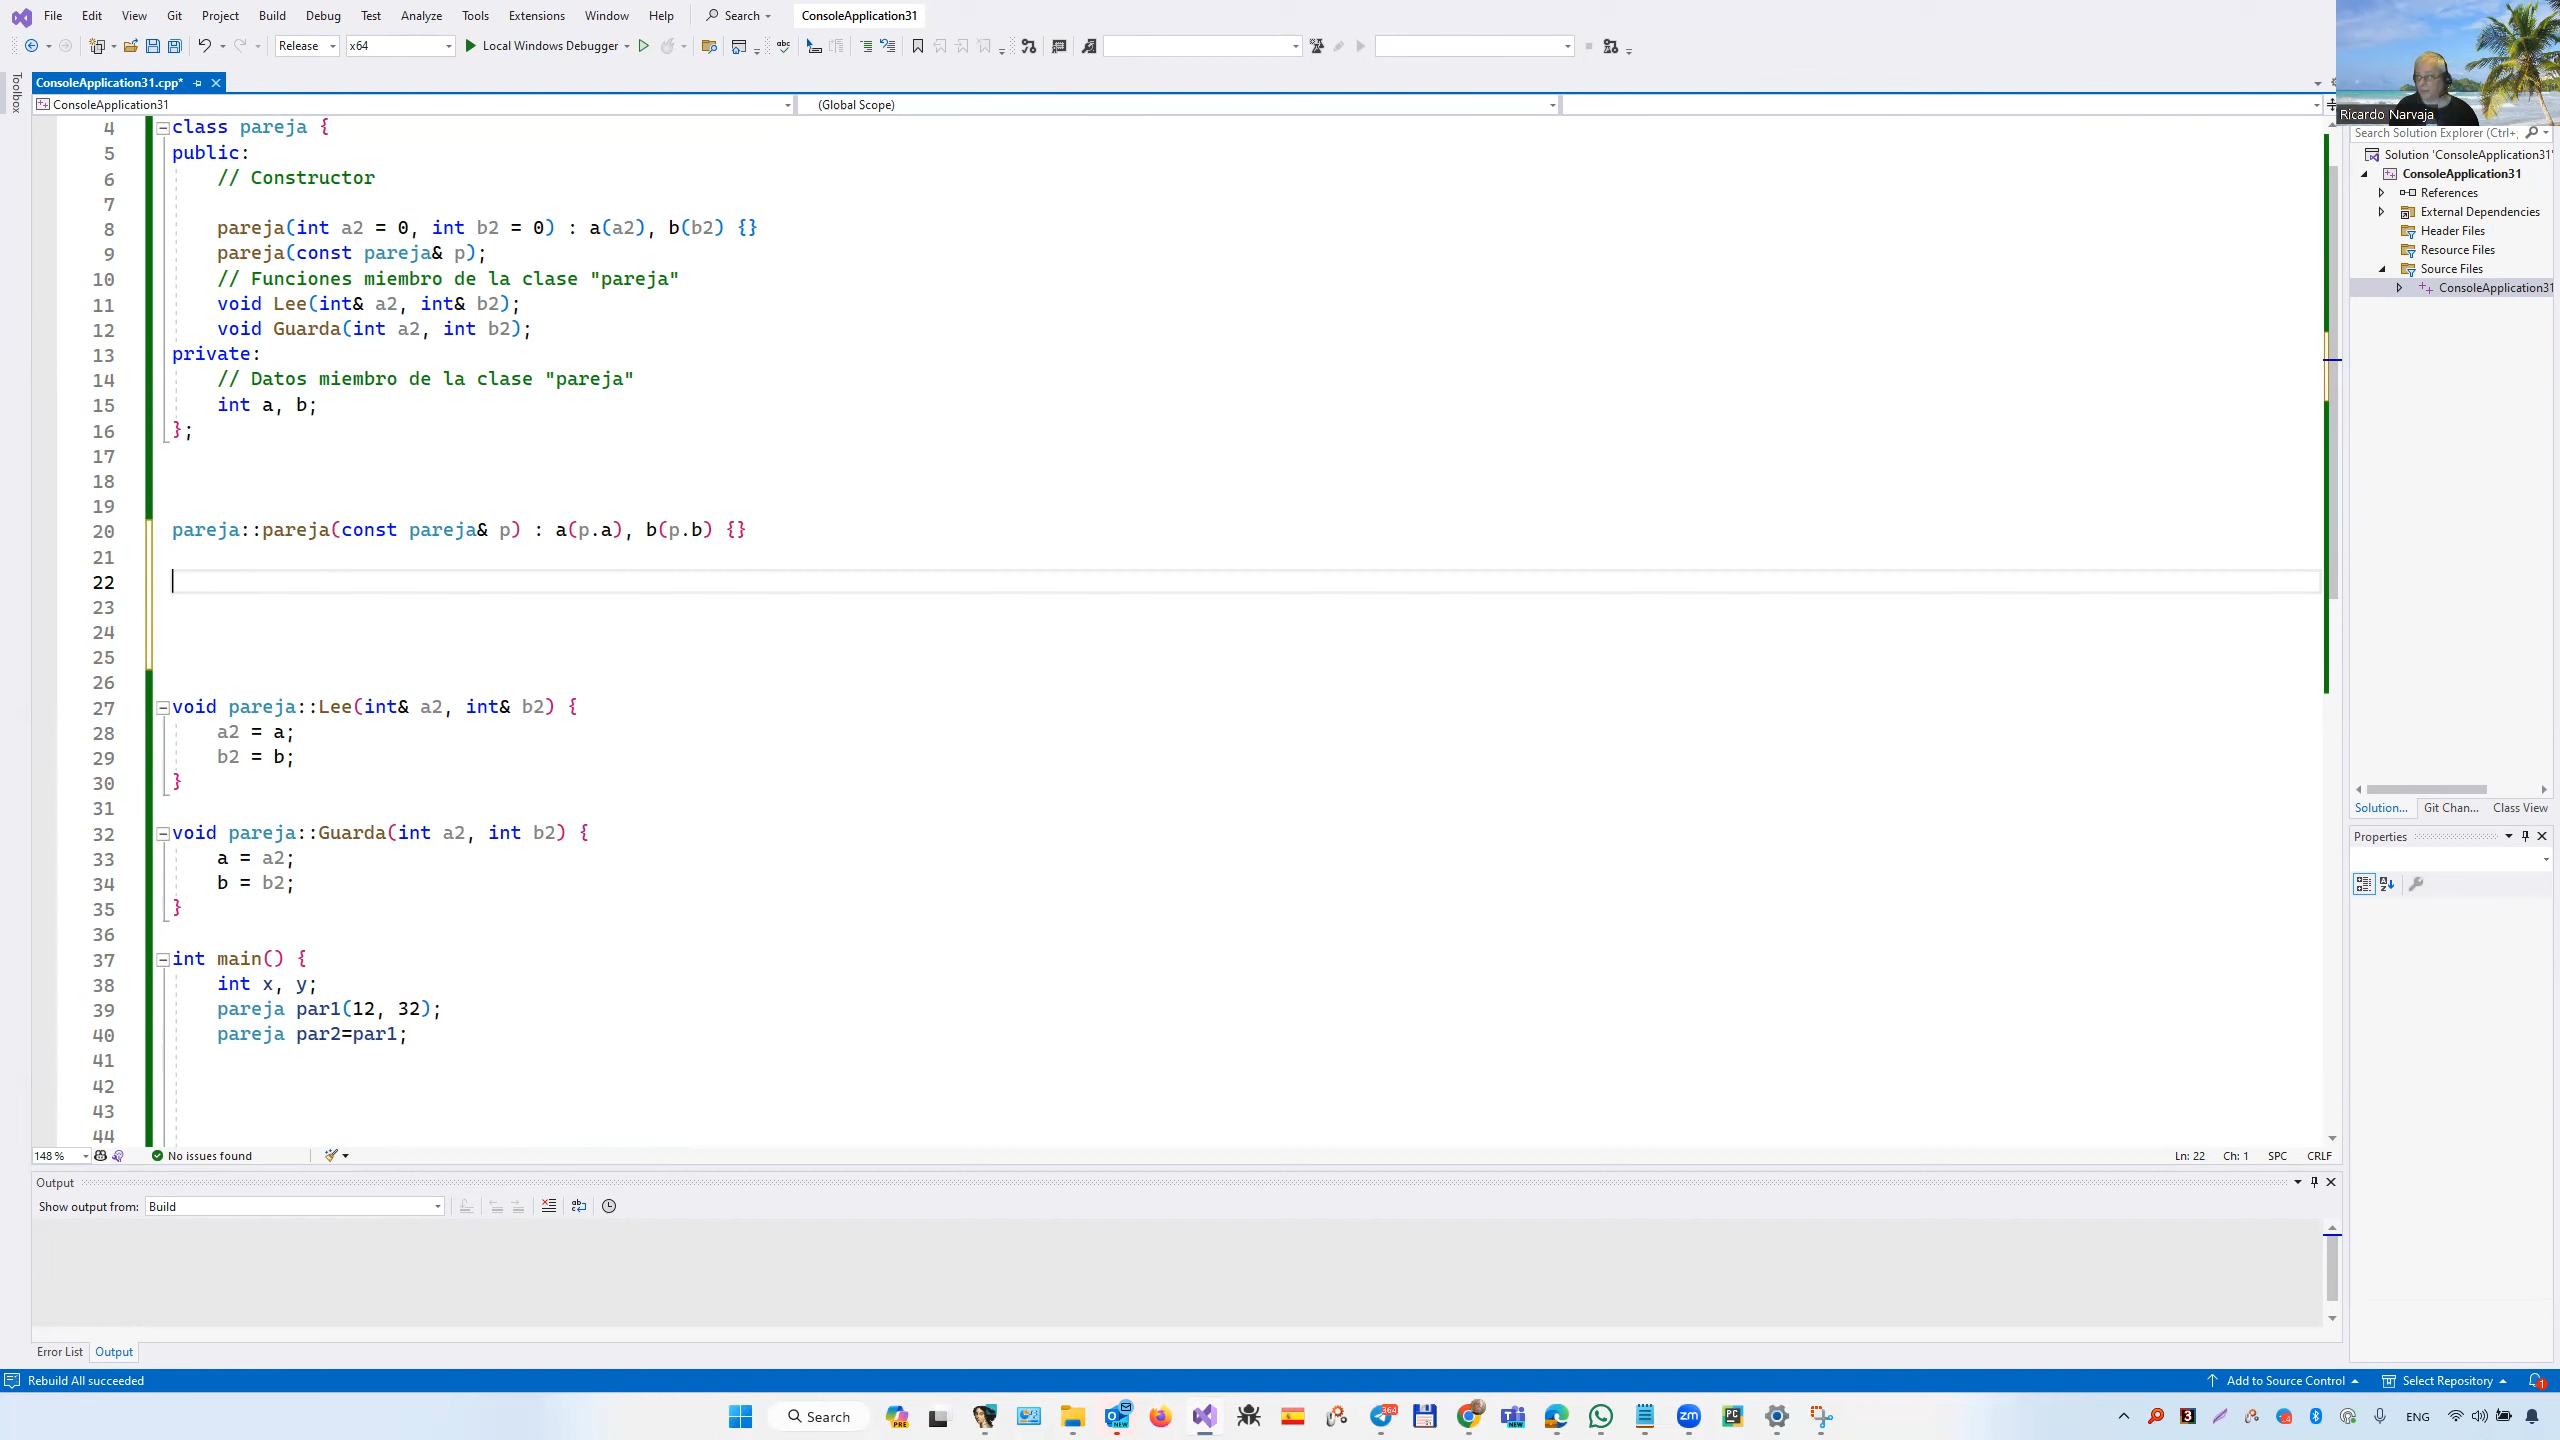 File Edit View Git Project Build Debug Test Analyze Tools Extensions Window Help Search ConsoleApplication31
Release x64 Local Windows Debugger
Ricardo Narvaja
Toolbox
ConsoleApplication31.cpp*
ConsoleApplication31 (Global Scope)
4 class pareja {
5 public:
6 // Constructor
7
8 pareja(int a2 = 0, int b2 = 0) : a(a2), b(b2) {}
9 pareja(const pareja& p);
10 // Funciones miembro de la clase "pareja"
11 void Lee(int& a2, int& b2);
12 void Guarda(int a2, int b2);
13 private:
14 // Datos miembro de la clase "pareja"
15 int a, b;
16 };
17
18
19
20 pareja::pareja(const pareja& p) : a(p.a), b(p.b) {}
21
22
23
24
25
26
27 void pareja::Lee(int& a2, int& b2) {
28 a2 = a;
29 b2 = b;
30 }
31
32 void pareja::Guarda(int a2, int b2) {
33 a = a2;
34 b = b2;
35 }
36
37 int main() {
38 int x, y;
39 pareja par1(12, 32);
40 pareja par2=par1;
41
42
43
44
148 % No issues found Ln: 22 Ch: 1 SPC CRLF
Search Solution Explorer (Ctrl+;
Solution 'ConsoleApplication31'
ConsoleApplication31
References
External Dependencies
Header Files
Resource Files
Source Files
ConsoleApplication31
Solution... Git Chan... Class View
Properties
Output
Show output from: Build
Error List Output
Rebuild All succeeded Add to Source Control Select Repository 1
Search PRE NEW 364 NEW zm PC 3 ENG